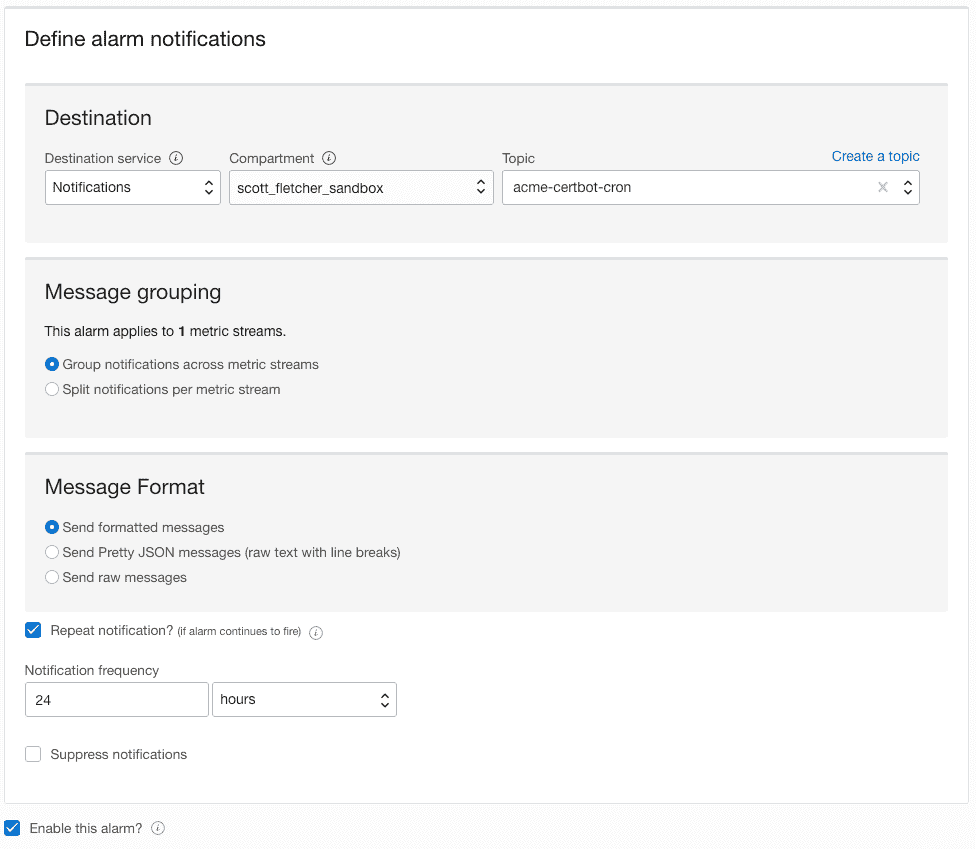 Define alarm notifications
Destination
Destination service
Compartment
Topic
Create a topic
Notifications
scott_fletcher_sandbox
acme-certbot-cron
Message grouping
This alarm applies to 1 metric streams.
Group notifications across metric streams
Split notifications per metric stream
Message Format
Send formatted messages
Send Pretty JSON messages (raw text with line breaks)
Send raw messages
Repeat notification? (if alarm continues to fire)
Notification frequency
24
hours
Suppress notifications
Enable this alarm?